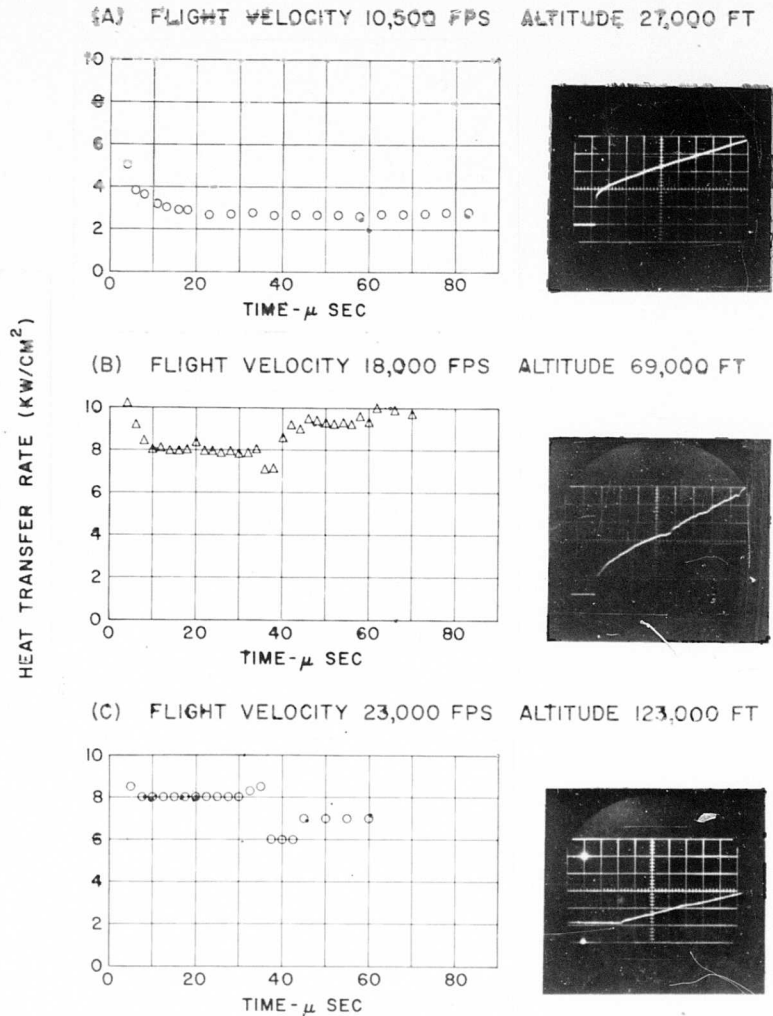 (A) FLIGHT VELOCITY 10,500 FPS ALTITUDE 27,000 FT
10
8
6
4
2
0
0 20 40 60 80
TIME-μ SEC
HEAT TRANSFER RATE (KW/CM²)
(B) FLIGHT VELOCITY 18,000 FPS ALTITUDE 69,000 FT
10
8
6
4
2
0
0 20 40 60 80
TIME-μ SEC
(C) FLIGHT VELOCITY 23,000 FPS ALTITUDE 123,000 FT
10
8
6
4
2
0
0 20 40 60 80
TIME-μ SEC